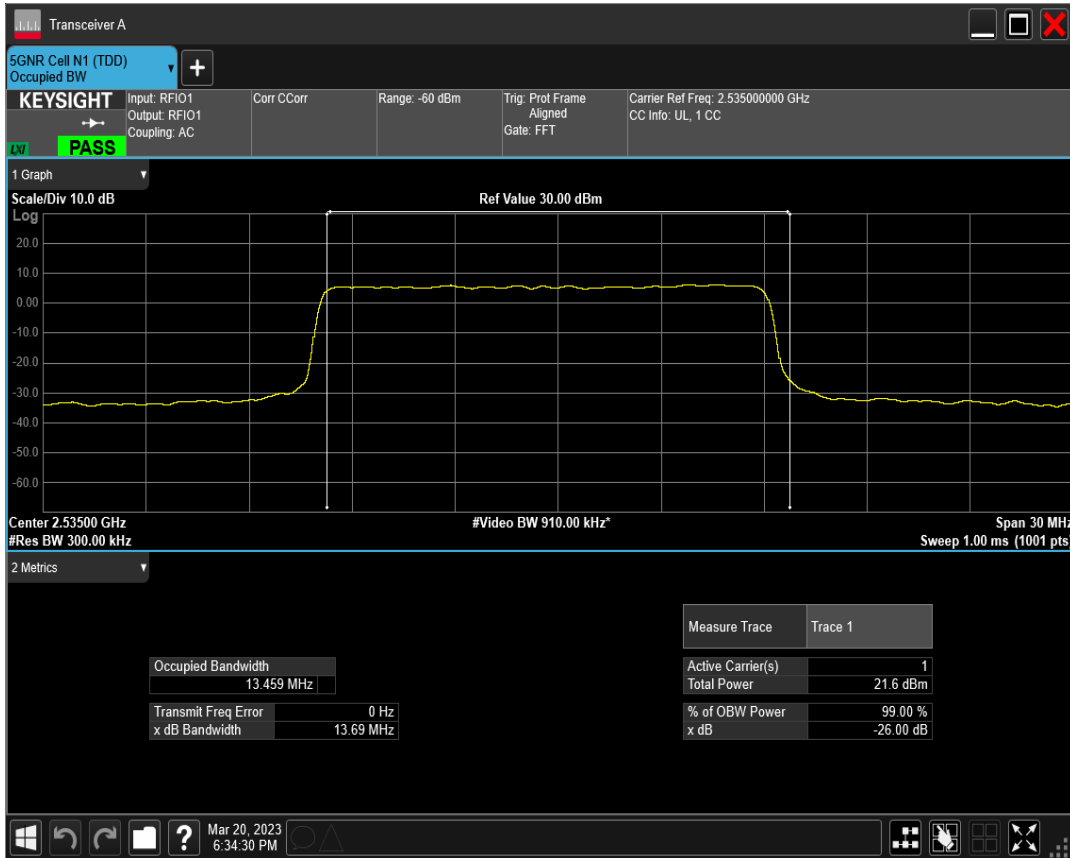 Transceiver A
5GNR Cell N1 (TDD)
Occupied BW
+
KEYSIGHT
LXI
PASS
Input: RFIO1
Output: RFIO1
Coupling: AC
Corr CCorr
Range: -60 dBm
Trig: Prot Frame
Aligned
Gate: FFT
Carrier Ref Freq: 2.535000000 GHz
CC Info: UL, 1 CC
1 Graph
Scale/Div 10.0 dB
Ref Value 30.00 dBm
Log
20.0
10.0
0.00
-10.0
-20.0
-30.0
-40.0
-50.0
-60.0
Center 2.53500 GHz
#Video BW 910.00 kHz*
Span 30 MHz
#Res BW 300.00 kHz
Sweep 1.00 ms (1001 pts)
2 Metrics
Measure Trace Trace 1
Occupied Bandwidth
13.459 MHz
Active Carrier(s) 1
Total Power 21.6 dBm
Transmit Freq Error 0 Hz
x dB Bandwidth 13.69 MHz
% of OBW Power 99.00 %
x dB -26.00 dB
?
Mar 20, 2023
6:34:30 PM